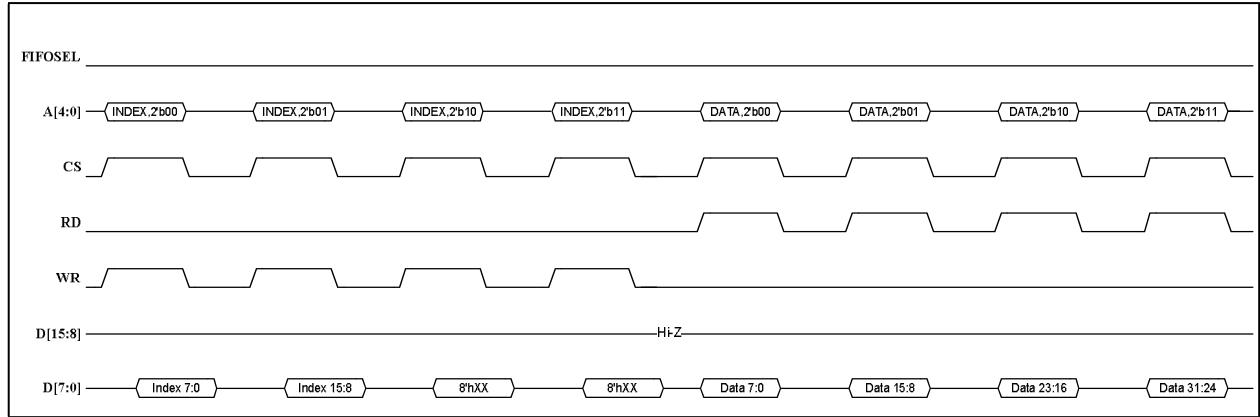 FIFOSEL
A[4:0] INDEX,2'b00 INDEX,2'b01 INDEX,2'b10 INDEX,2'b11 DATA,2'b00 DATA,2'b01 DATA,2'b10 DATA,2'b11
CS
RD
WR
D[15:8] Hi-Z
D[7:0] Index 7:0 Index 15:8 8'hXX 8'hXX Data 7:0 Data 15:8 Data 23:16 Data 31:24